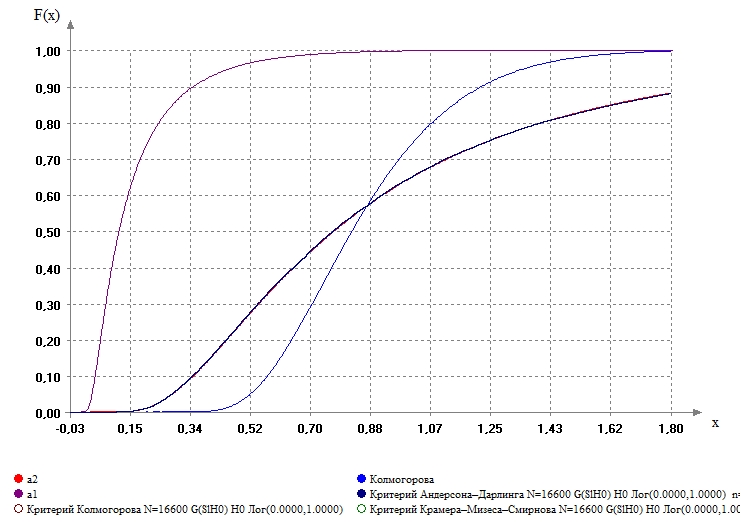 F(x)
1,00
0,90
0,80
0,70
0,60
0,50
0,40
0,30
0,20
0,10
0,00
-0,03 0,15 0,34 0,52 0,70 0,88 1,07 1,25 1,43 1,62 1,80
x
a2
a1
Критерий Колмогорова N=16600 G(S|H0) H0 Лог(0.0000,1.0000)
Колмогорова
Критерий Андерсона–Дарлинга N=16600 G(S|H0) H0 Лог(0.0000,1.0000) n=
Критерий Крамера–Мизеса–Смирнова N=16600 G(S|H0) H0 Лог(0.0000,1.00